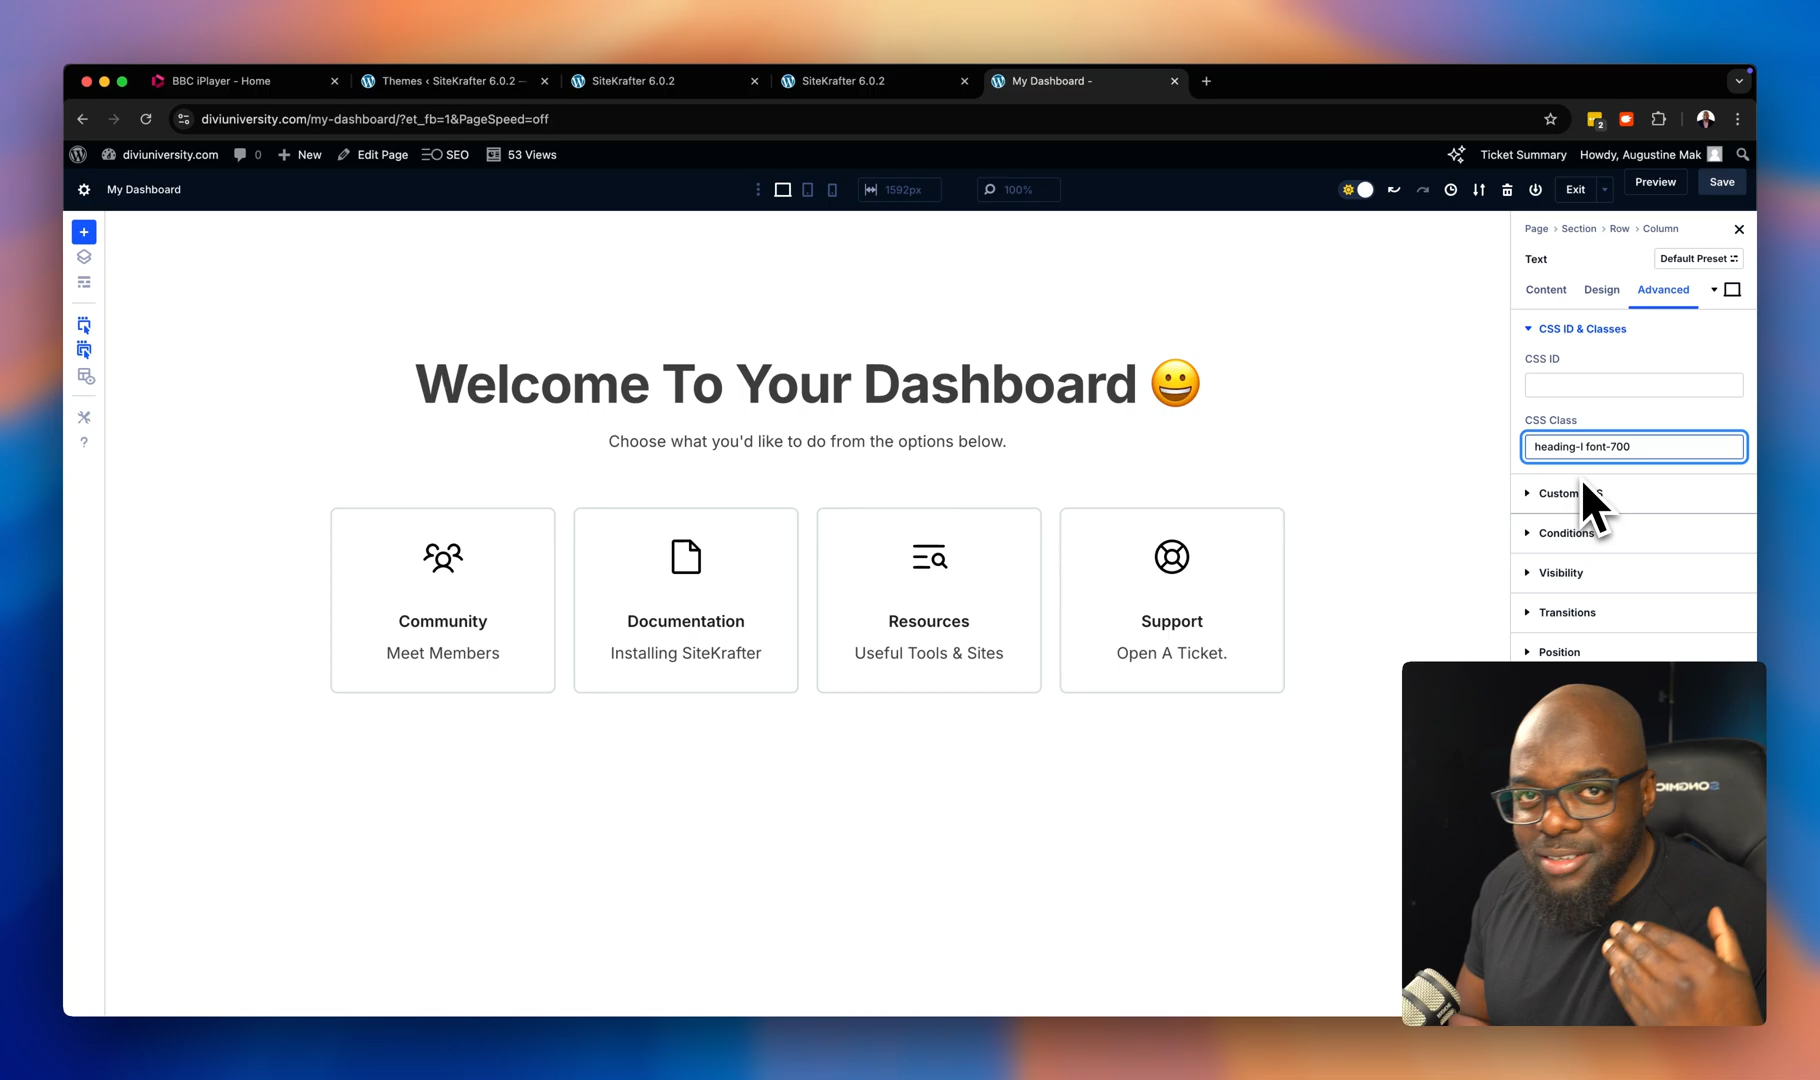 BBC iPlayer - Home
Themes ‹ SiteKrafter 6.0.2 —
SiteKrafter 6.0.2
SiteKrafter 6.0.2
My Dashboard -
diviuniversity.com/my-dashboard/?et_fb=1&PageSpeed=off
2
diviuniversity.com
0
New
Edit Page
SEO
53 Views
Ticket Summary
Howdy, Augustine Mak
My Dashboard
1592px
100%
Exit
Preview
Save
Page › Section › Row › Column
Text
Default Preset
Content
Design
Advanced
CSS ID & Classes
CSS ID
CSS Class
heading-l font-700
Conditions
Visibility
Transitions
Position
Welcome To Your Dashboard 😀
Choose what you'd like to do from the options below.
Community
Meet Members
Documentation
Installing SiteKrafter
Resources
Useful Tools & Sites
Support
Open A Ticket.